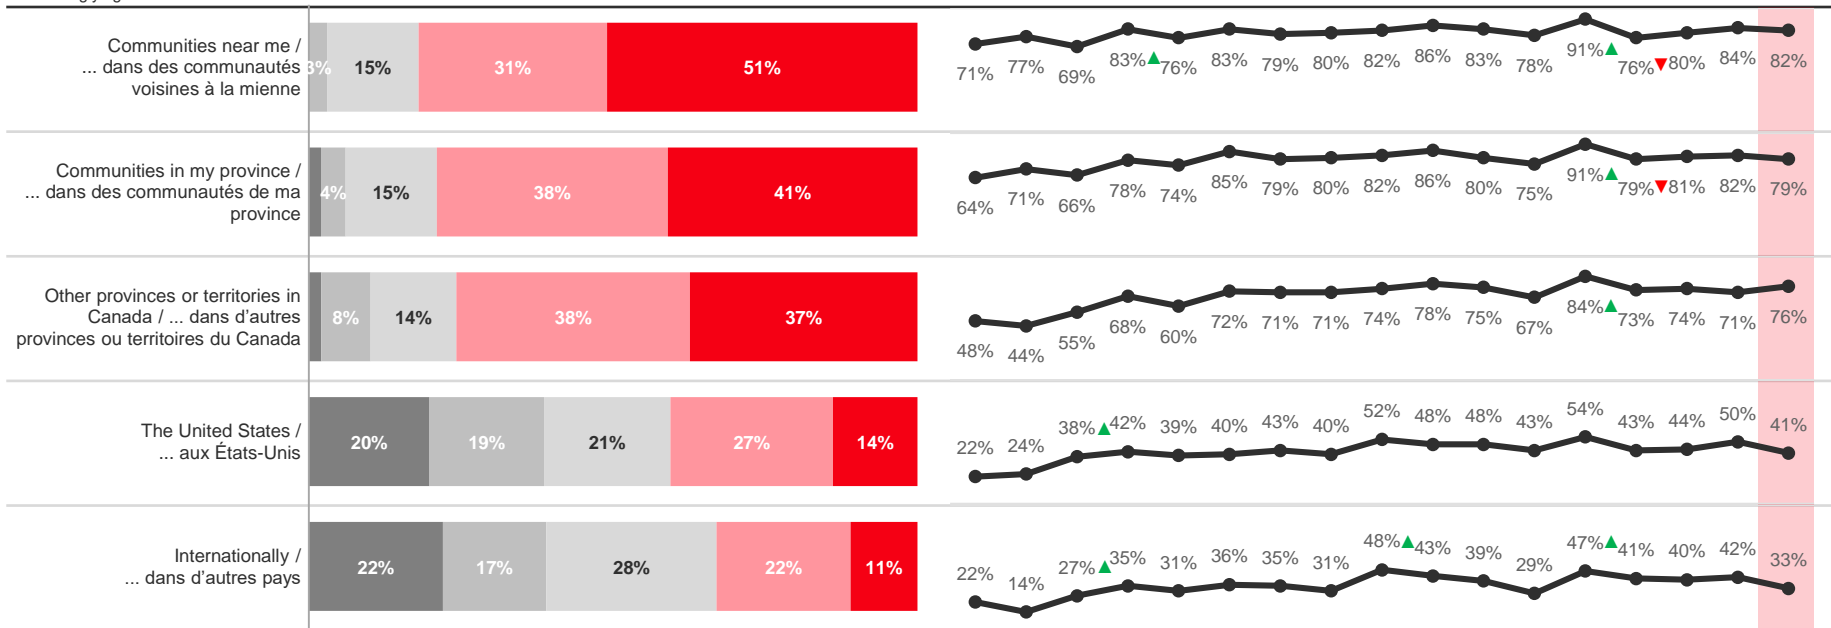 Communities near me /
... dans des communautés
voisines à la mienne
3% 15% 31% 51%
71% 77% 69% 83% 76% 83% 79% 80% 82% 86% 83% 78% 91% 76% 80% 84% 82%
Communities in my province /
... dans des communautés de ma
province
4% 15% 38% 41%
64% 71% 66% 78% 74% 85% 79% 80% 82% 86% 80% 75% 91% 79% 81% 82% 79%
Other provinces or territories in
Canada / ... dans d’autres
provinces ou territoires du Canada
8% 14% 38% 37%
48% 44% 55% 68% 60% 72% 71% 71% 74% 78% 75% 67% 84% 73% 74% 71% 76%
The United States /
... aux États-Unis
20% 19% 21% 27% 14%
22% 24% 38% 42% 39% 40% 43% 40% 52% 48% 48% 43% 54% 43% 44% 50% 41%
Internationally /
... dans d’autres pays
22% 17% 28% 22% 11%
22% 14% 27% 35% 31% 36% 35% 31% 48% 43% 39% 29% 47% 41% 40% 42% 33%